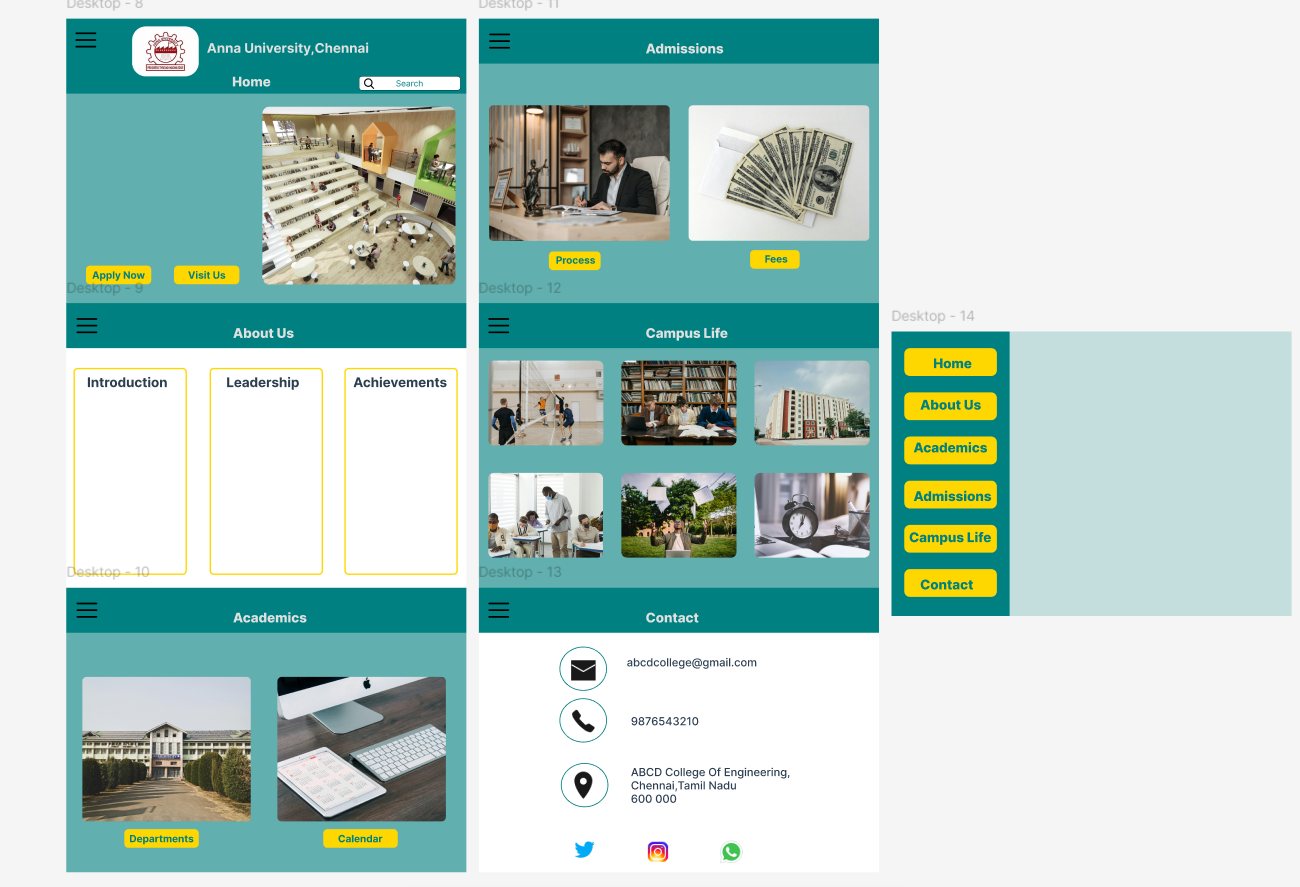 Desktop - 8
Anna University,Chennai
Home
Search
Apply Now
Visit Us
Desktop - 9
About Us
Introduction
Leadership
Achievements
Desktop - 10
Academics
Departments
Calendar
Desktop - 11
Admissions
Process
Fees
Desktop - 12
Campus Life
Desktop - 13
Contact
abcdcollege@gmail.com
9876543210
ABCD College Of Engineering,
Chennai,Tamil Nadu
600 000
Desktop - 14
Home
About Us
Academics
Admissions
Campus Life
Contact